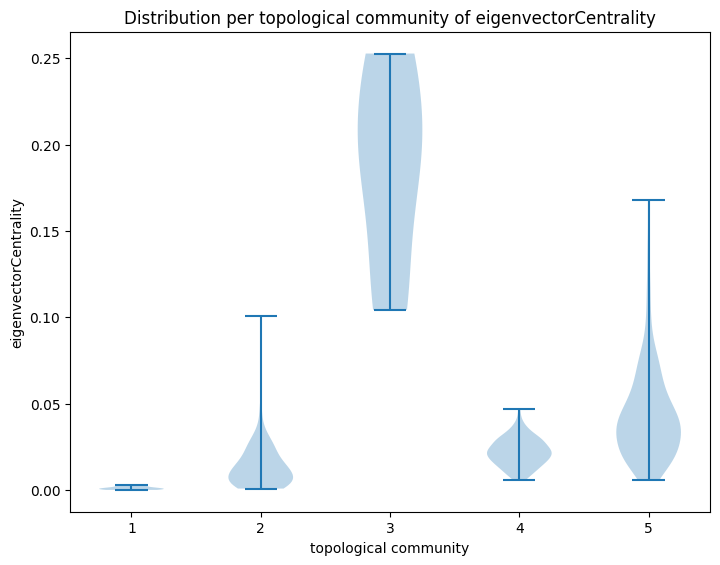 Distribution per topological community of eigenvectorCentrality
eigenvectorCentrality
0.25
0.20
0.15
0.10
0.05
0.00
1 2 3 4 5
topological community